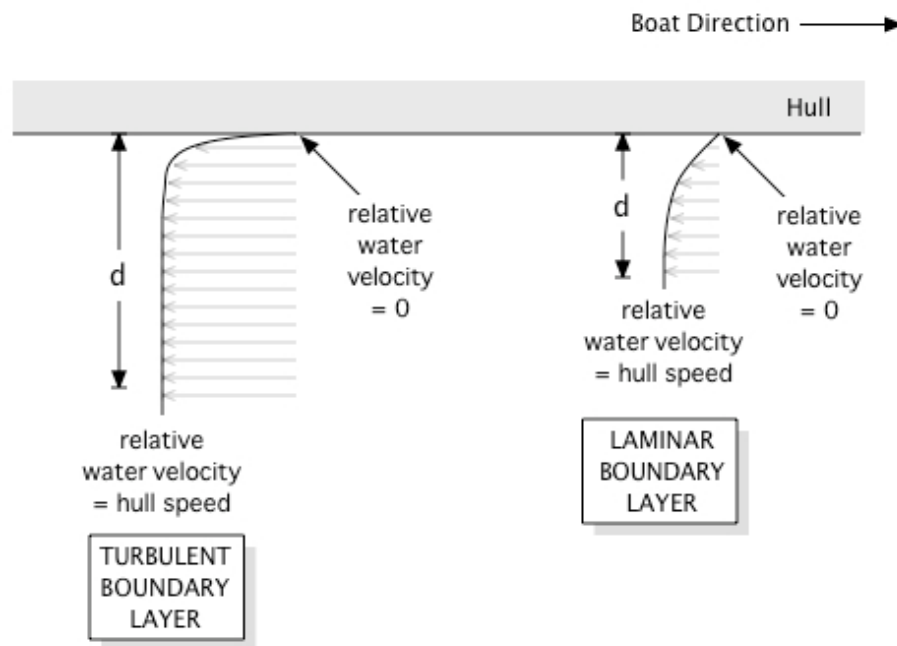 Boat Direction
Hull
d
relative
water
velocity
= 0
relative
water velocity
= hull speed
TURBULENT
BOUNDARY
LAYER
d
relative
water
velocity
= 0
relative
water velocity
= hull speed
LAMINAR
BOUNDARY
LAYER